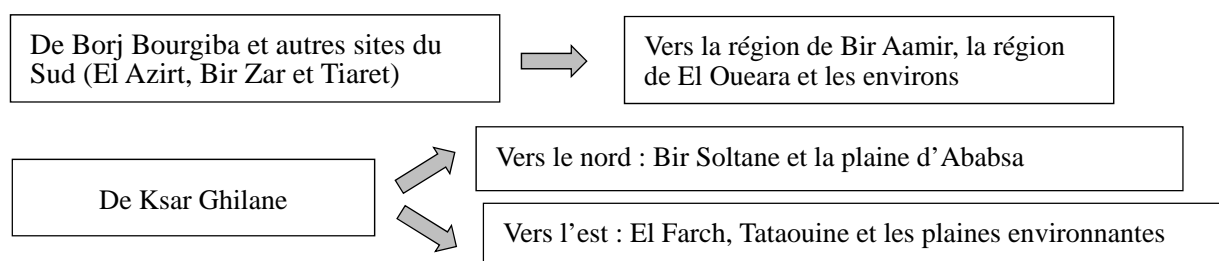 De Borj Bourgiba et autres sites du
Sud (El Azirt, Bir Zar et Tiaret)
Vers la région de Bir Aamir, la région
de El Oueara et les environs
De Ksar Ghilane
Vers le nord : Bir Soltane et la plaine d’Ababsa
Vers l’est : El Farch, Tataouine et les plaines environnantes